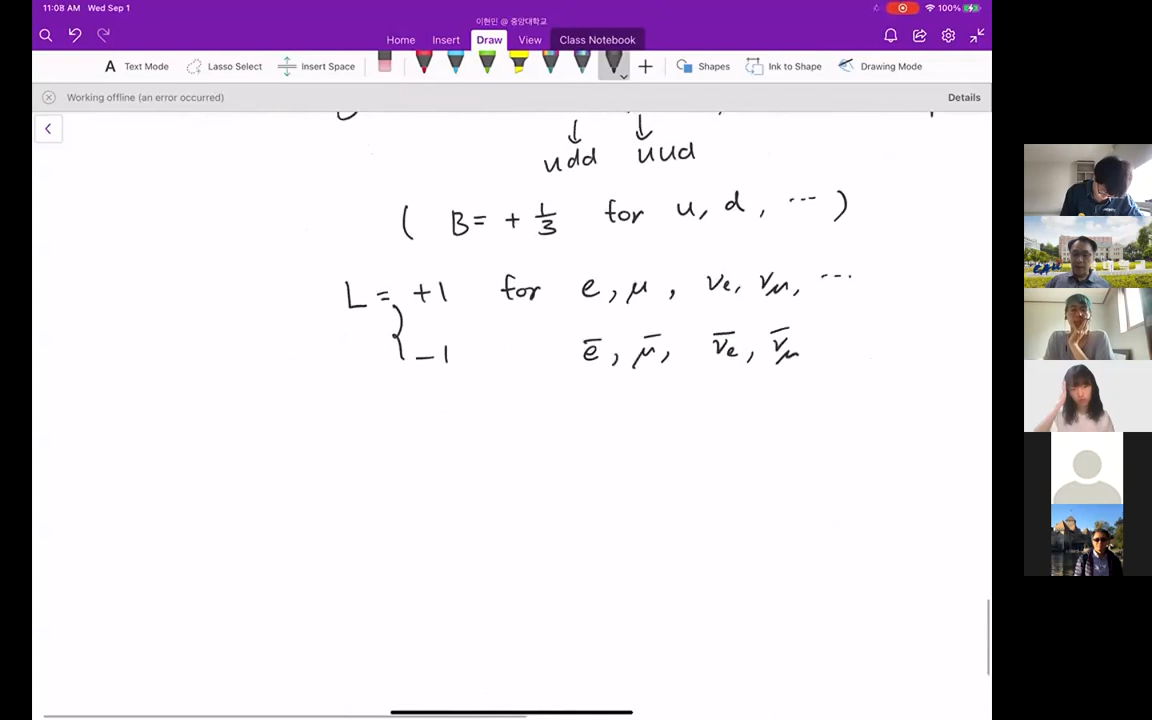 11:08 AM Wed Sep 1
100%
이현민 @ 중앙대학교
Home Insert Draw View Class Notebook
Text Mode Lasso Select Insert Space Shapes Ink to Shape Drawing Mode
Working offline (an error occurred) Details
↓ ↓
udd uud
( B = + 1/3 for u, d, ... )
L = +1 for e, μ, νe, νμ, ...
-1 ē, μ̄, ν̄e, ν̄μ